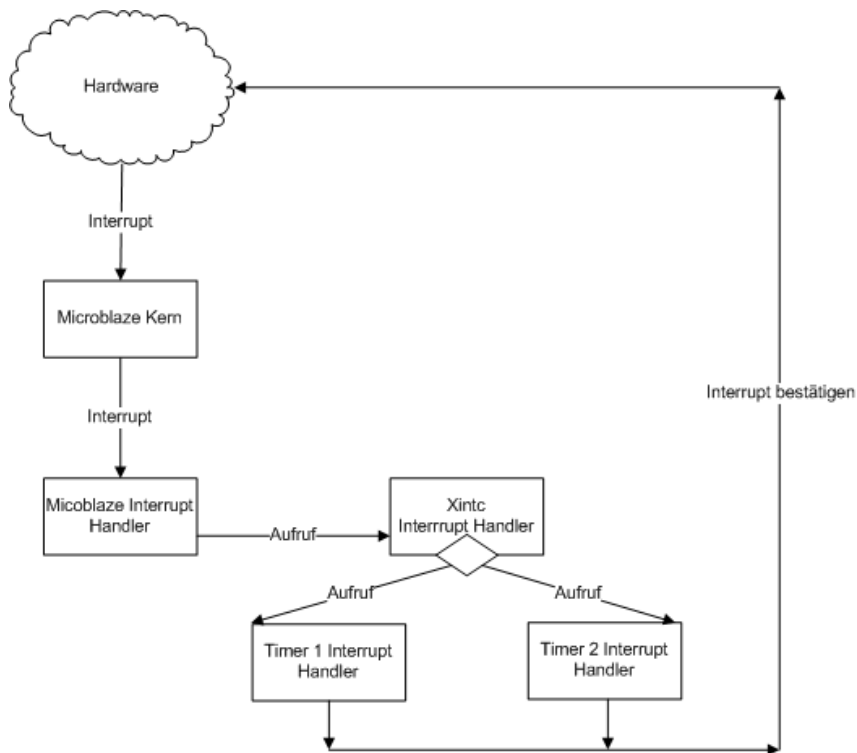 Hardware
Interrupt
Microblaze Kern
Interrupt bestätigen
Interrupt
Micoblaze Interrupt
Handler
Xintc
Interrrupt Handler
Aufruf
Aufruf
Aufruf
Timer 1 Interrupt
Handler
Timer 2 Interrupt
Handler